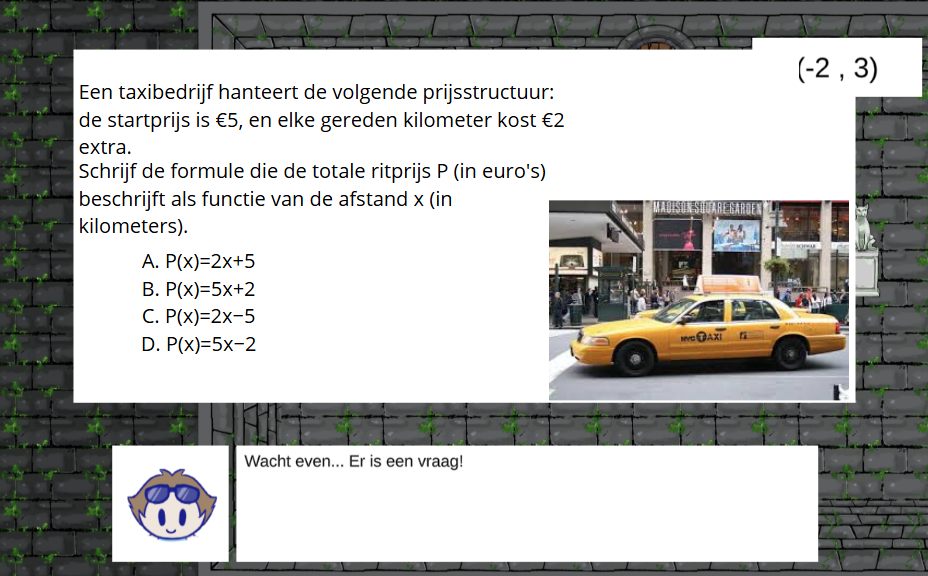 (-2 , 3)
Een taxibedrijf hanteert de volgende prijsstructuur:
de startprijs is €5, en elke gereden kilometer kost €2
extra.
Schrijf de formule die de totale ritprijs P (in euro's)
beschrijft als functie van de afstand x (in
kilometers).
A. P(x)=2x+5
B. P(x)=5x+2
C. P(x)=2x−5
D. P(x)=5x−2
MADISON SQUARE GARDEN
NYC TAXI
Wacht even... Er is een vraag!